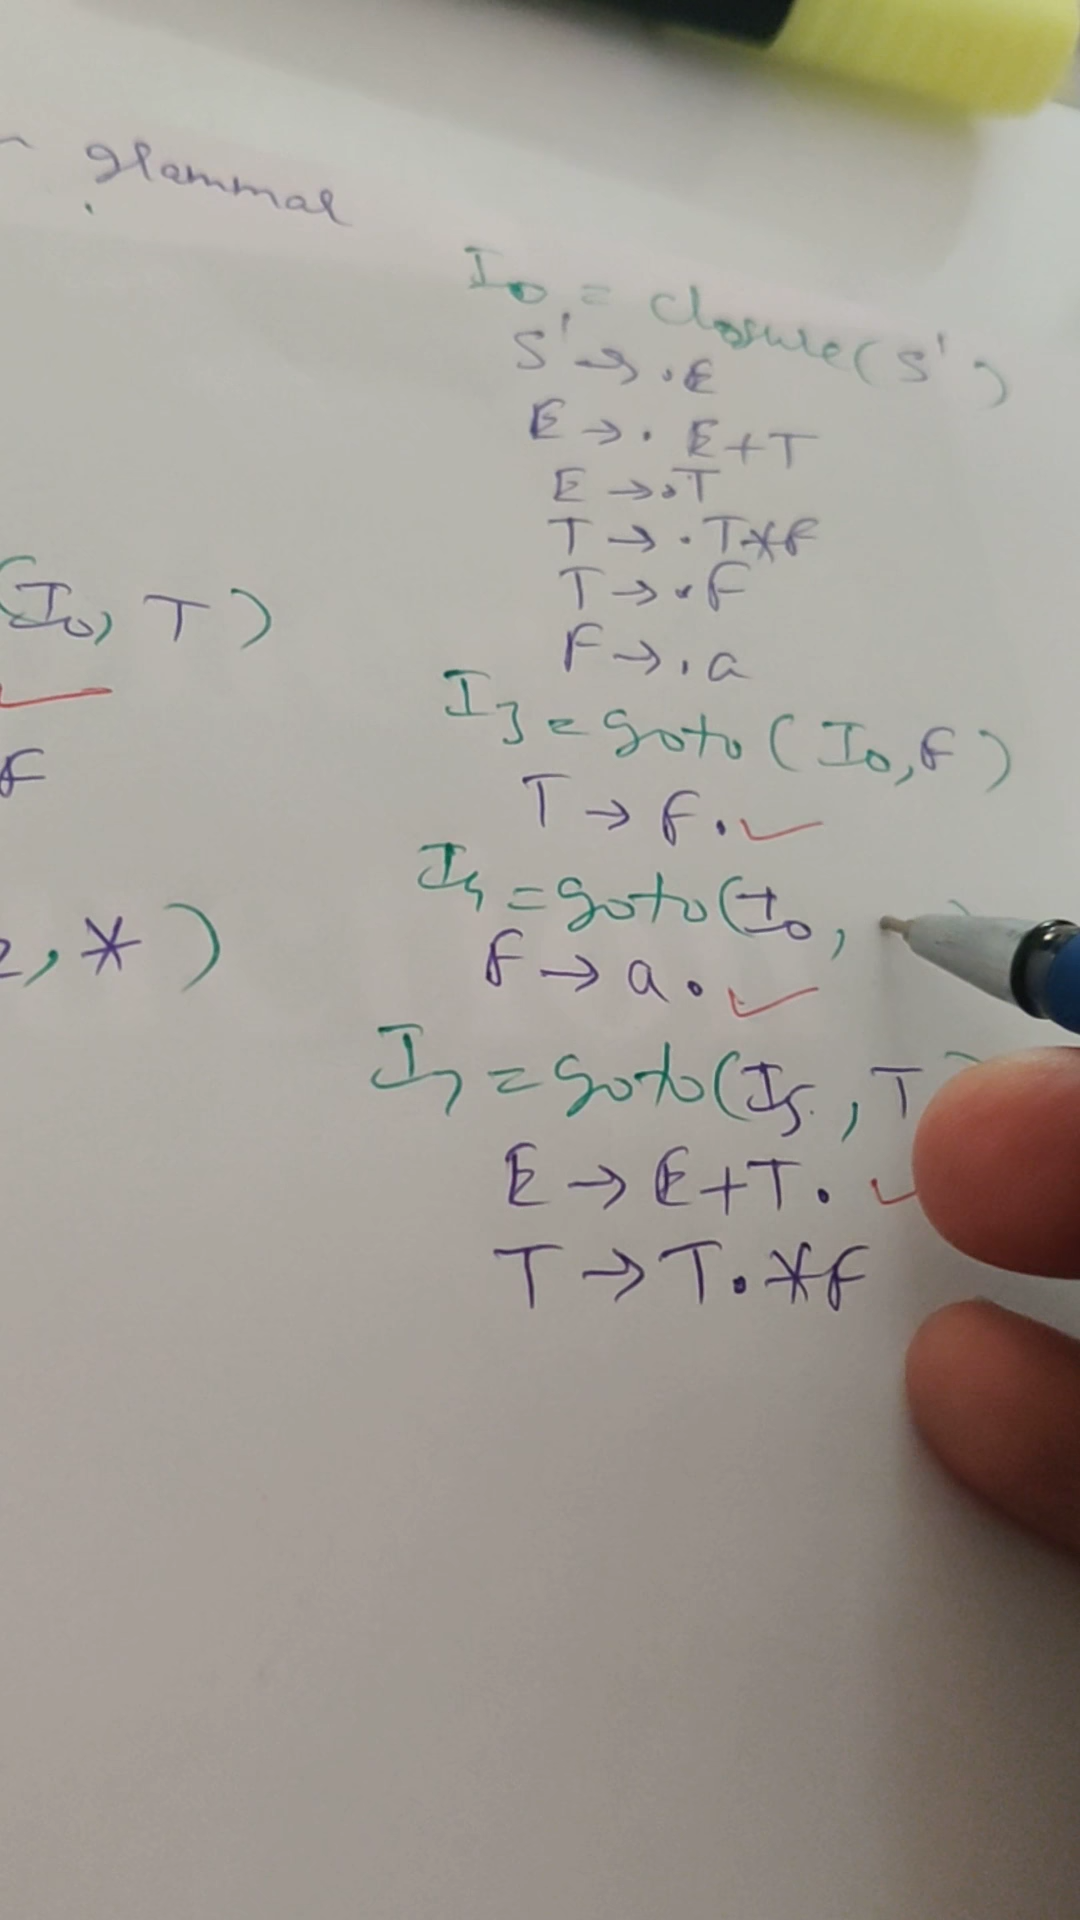 grammar
I0 = closure(S')
S' → .E
E → . E+T
E → .T
T → . T*F
T → .F
F → .a
(I0, T)
I3 = goto(I0, F)
F
T → F. ✓
I4 = goto(I0,
, *)
F → a. ✓
I7 = goto(I5, T
E → E+T. ✓
T → T.*F